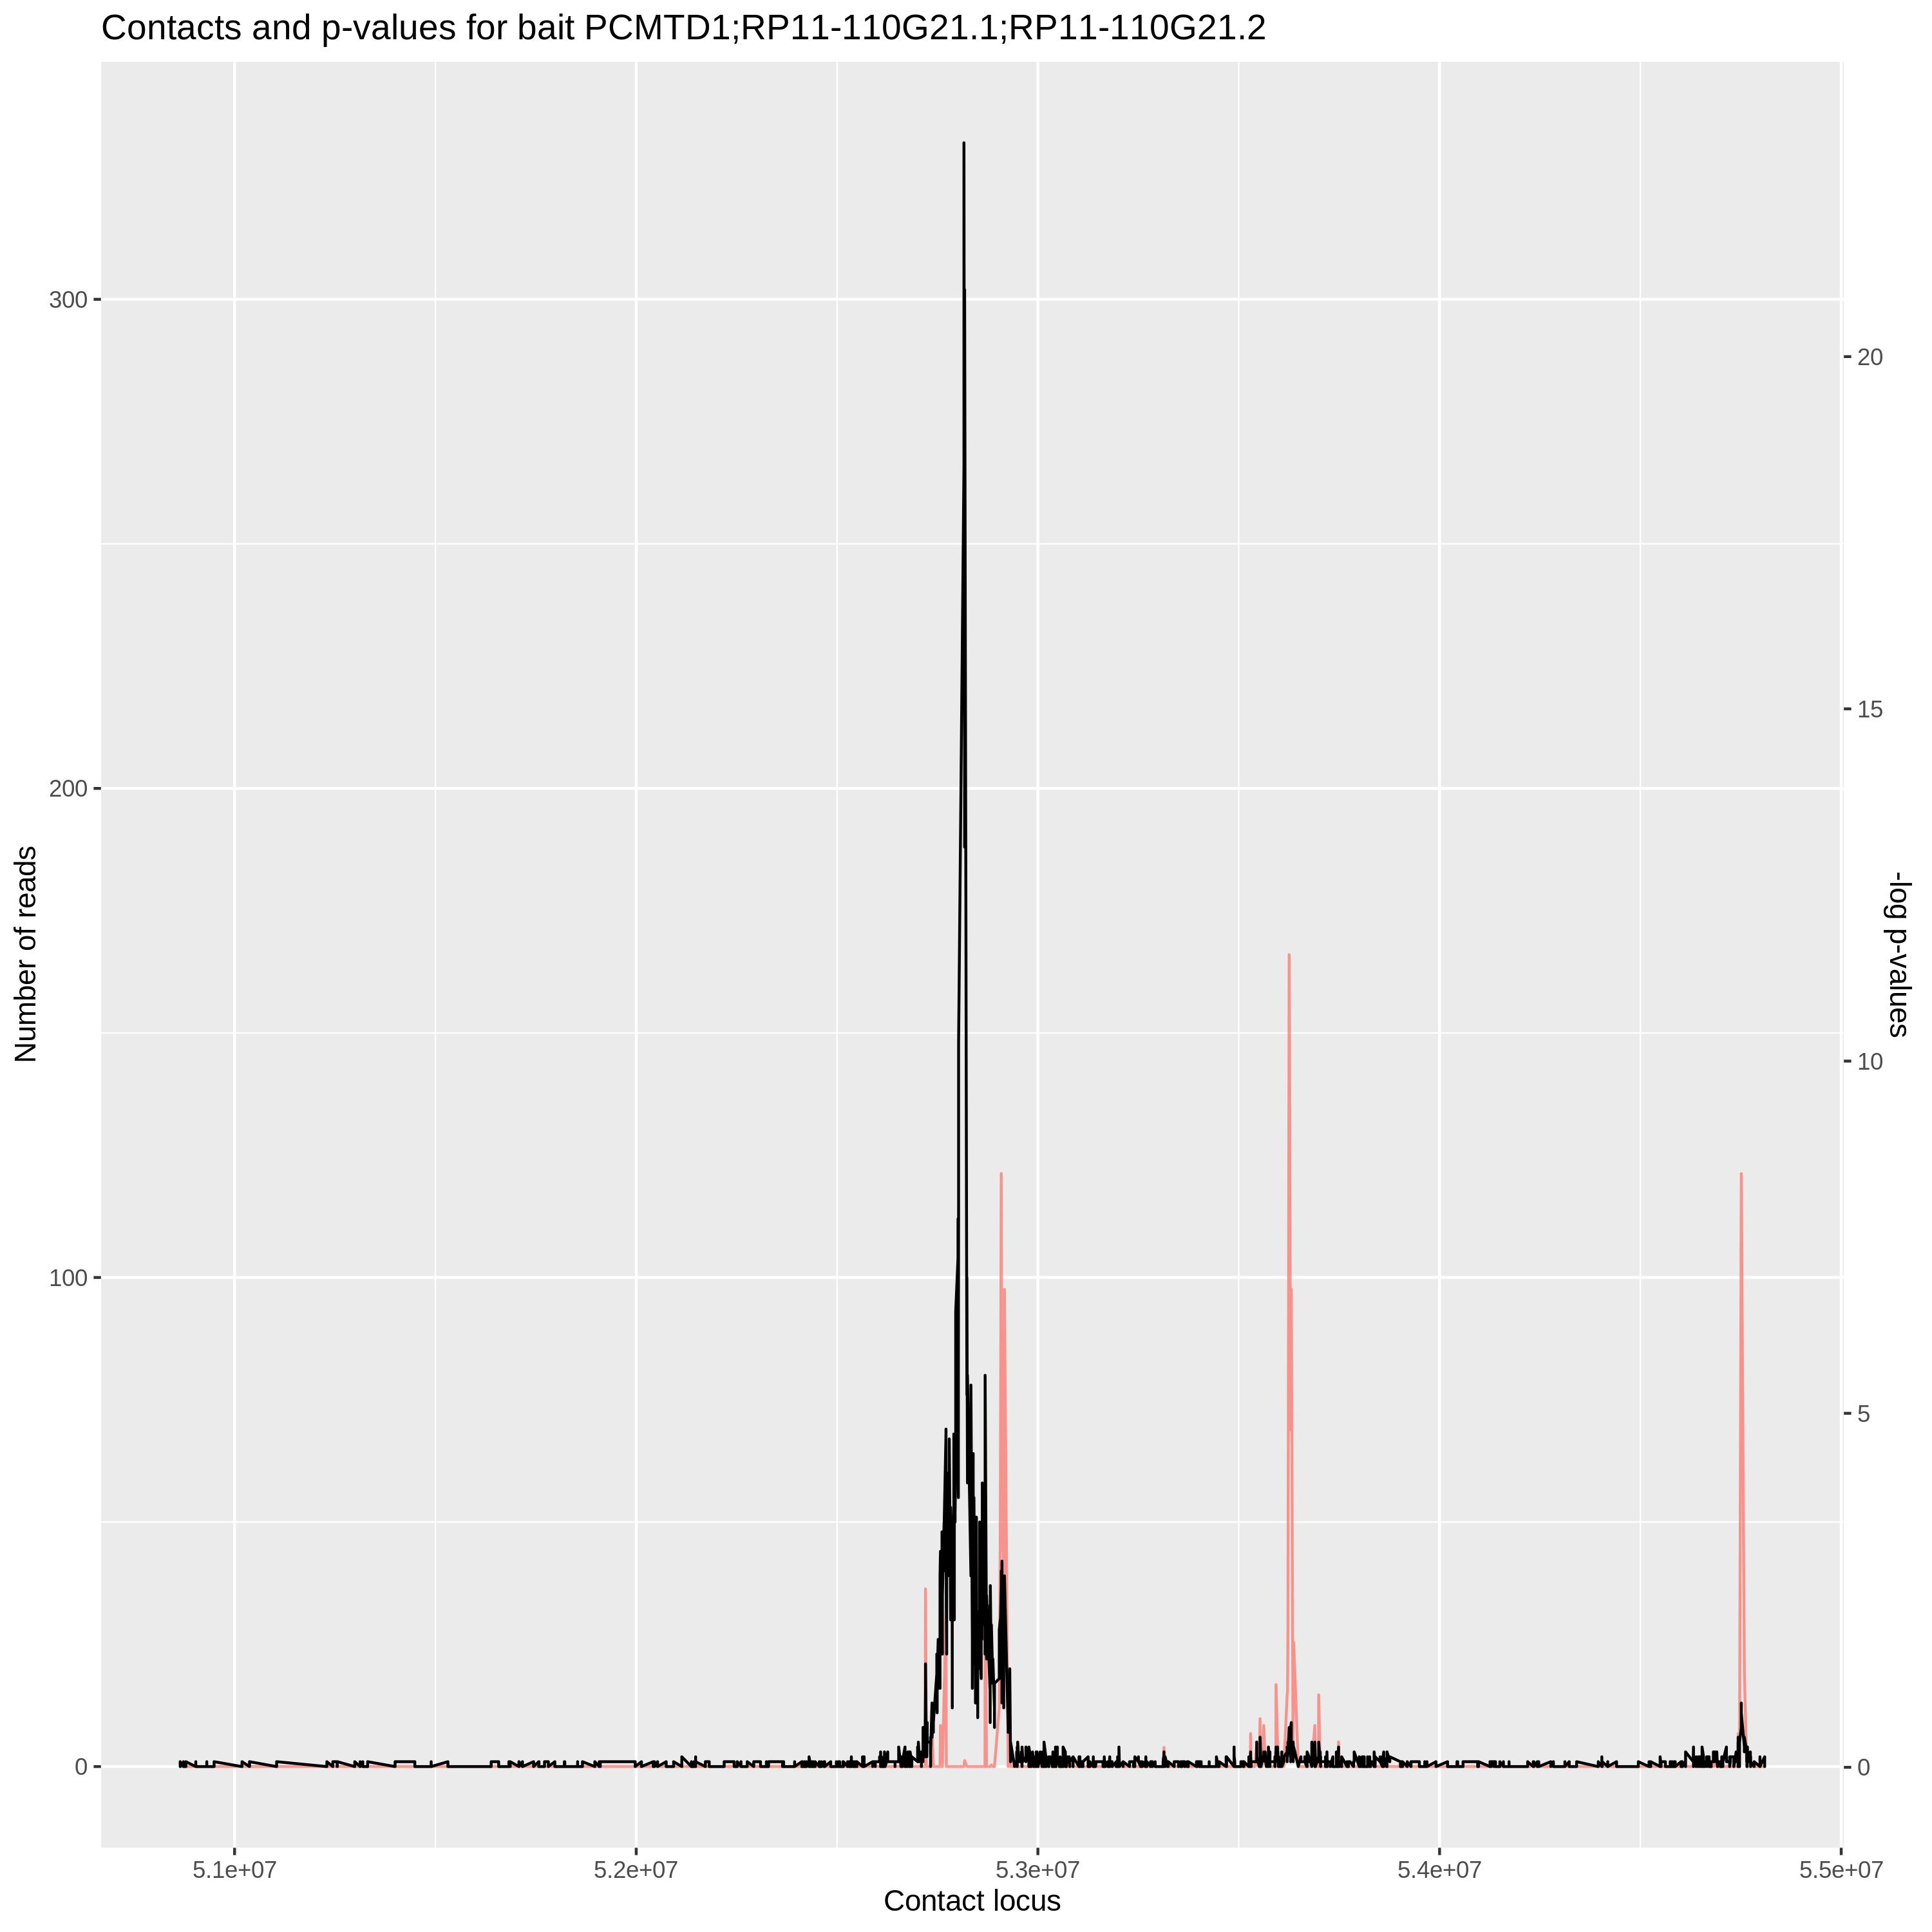 Contacts and p-values for bait PCMTD1;RP11-110G21.1;RP11-110G21.2
Number of reads
300
200
100
0
20
15
10
5
0
-log p-values
5.1e+07
5.2e+07
5.3e+07
5.4e+07
5.5e+07
Contact locus